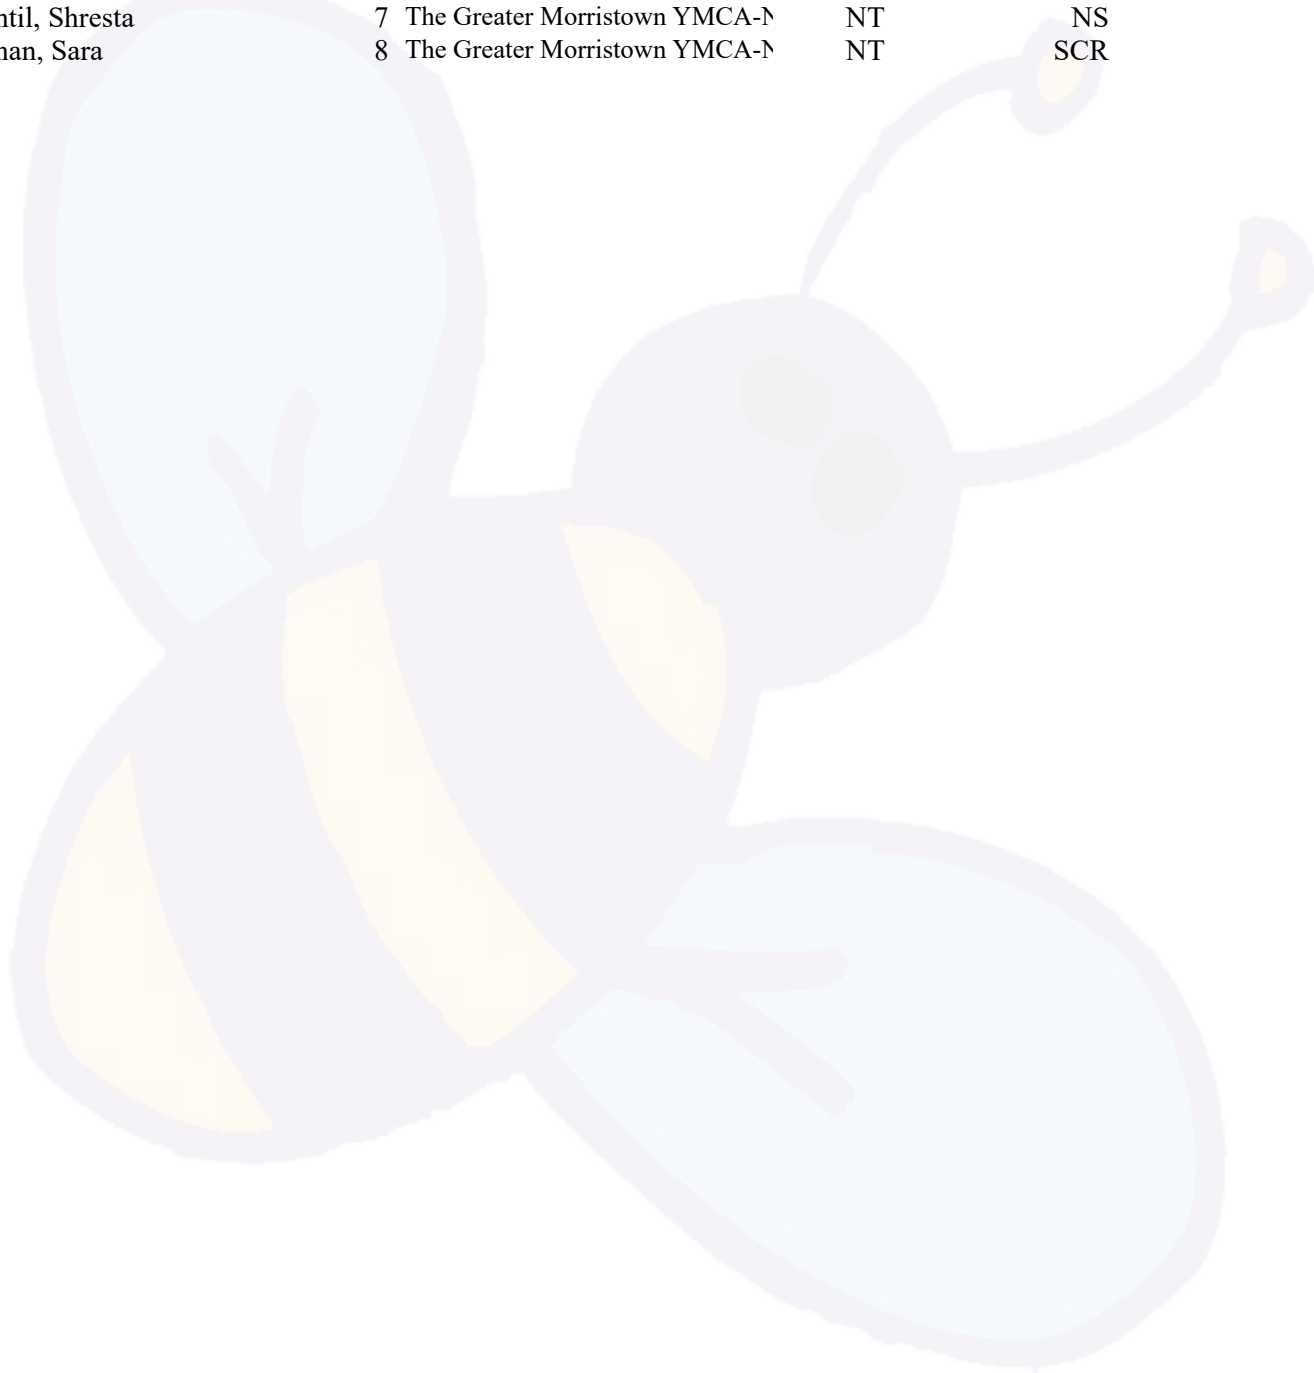 ntil, Shresta 7 The Greater Morristown YMCA-N NT NS
nan, Sara 8 The Greater Morristown YMCA-N NT SCR